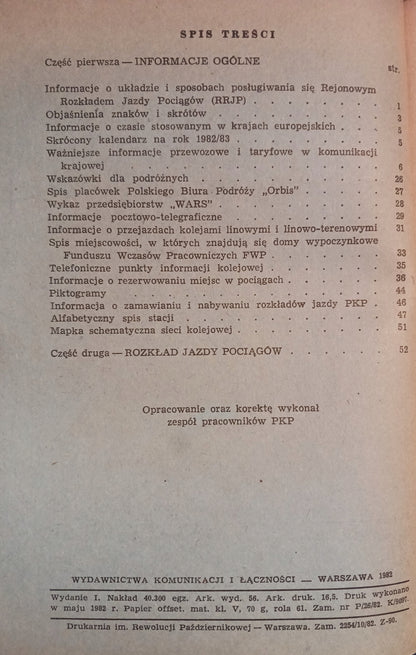 SPIS TREŚCI
Część pierwsza — INFORMACJE OGÓLNE
str.
Informacje o układzie i sposobach posługiwania się Rejonowym
Rozkładem Jazdy Pociągów (RRJP) . . . . . . . . 1
Objaśnienia znaków i skrótów . . . . . . . . . . 3
Informacje o czasie stosowanym w krajach europejskich . . . 5
Skrócony kalendarz na rok 1982/83 . . . . . . . . . 5
Ważniejsze informacje przewozowe i taryfowe w komunikacji
krajowej . . . . . . . . . . . . . . 6
Wskazówki dla podróżnych . . . . . . . . . . . 26
Spis placówek Polskiego Biura Podróży „Orbis” . . . . . 27
Wykaz przedsiębiorstw „WARS” . . . . . . . . . . 28
Informacje pocztowo-telegraficzne . . . . . . . . . 29
Informacje o przejazdach kolejami linowymi i linowo-terenowymi 31
Spis miejscowości, w których znajdują się domy wypoczynkowe
Funduszu Wczasów Pracowniczych FWP . . . . . . . 33
Telefoniczne punkty informacji kolejowej . . . . . . . 35
Informacje o rezerwowaniu miejsc w pociągach . . . . . 36
Piktogramy . . . . . . . . . . . . . . 44
Informacja o zamawianiu i nabywaniu rozkładów jazdy PKP . 46
Alfabetyczny spis stacji . . . . . . . . . . . 47
Mapka schematyczna sieci kolejowej . . . . . . . . 51
Część druga — ROZKŁAD JAZDY POCIĄGÓW . . . . . . 52
Opracowanie oraz korektę wykonał
zespół pracowników PKP
WYDAWNICTWA KOMUNIKACJI I ŁĄCZNOŚCI — WARSZAWA 1982
Wydanie I. Nakład 40.300 egz. Ark. wyd. 56. Ark. druk. 16,5. Druk wykonano
w maju 1982 r. Papier offset. mat. kl. V, 70 g, rola 61. Zam. nr P/26/82. K/9097.
Drukarnia im. Rewolucji Październikowej — Warszawa. Zam. 2254/10/82. Z-90.